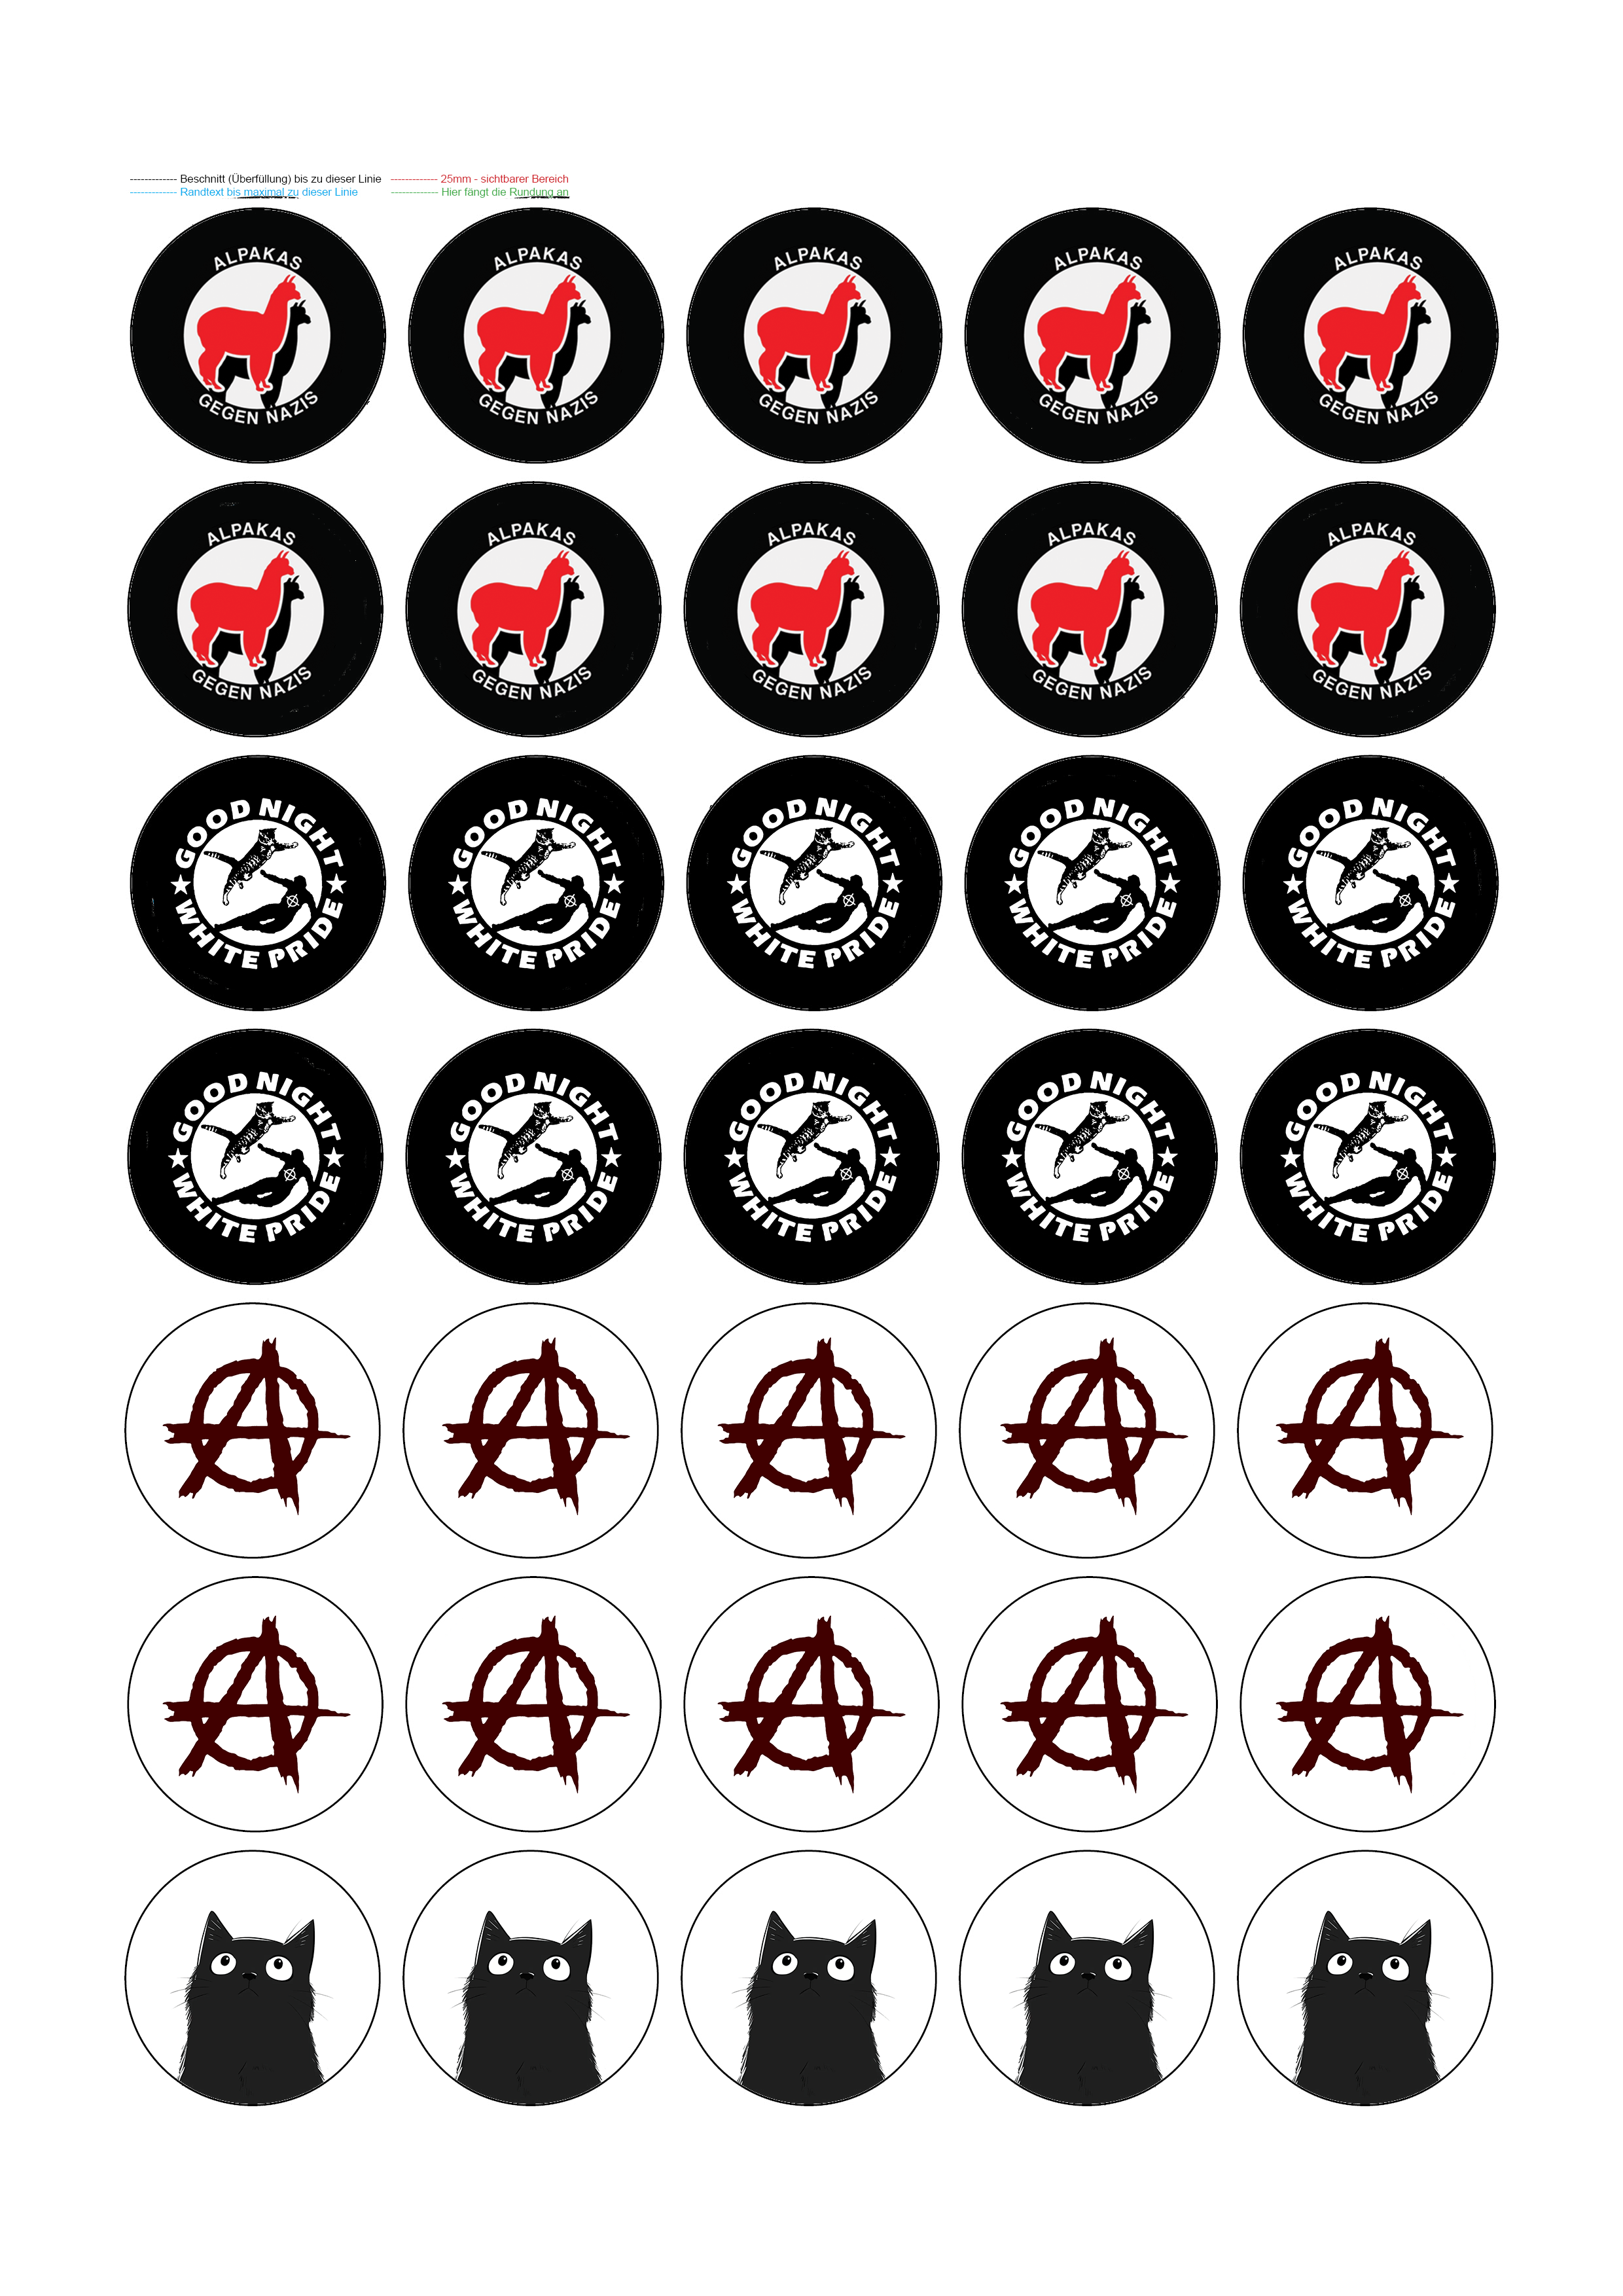 ------------- Beschnitt (Überfüllung) bis zu dieser Linie ------------- 25mm - sichtbarer Bereich
------------- Randtext bis maximal zu dieser Linie ------------- Hier fängt die Rundung an
ALPAKAS GEGEN NAZIS
ALPAKAS GEGEN NAZIS
ALPAKAS GEGEN NAZIS
ALPAKAS GEGEN NAZIS
ALPAKAS GEGEN NAZIS
ALPAKAS GEGEN NAZIS
ALPAKAS GEGEN NAZIS
ALPAKAS GEGEN NAZIS
ALPAKAS GEGEN NAZIS
ALPAKAS GEGEN NAZIS
GOOD NIGHT WHITE PRIDE
GOOD NIGHT WHITE PRIDE
GOOD NIGHT WHITE PRIDE
GOOD NIGHT WHITE PRIDE
GOOD NIGHT WHITE PRIDE
GOOD NIGHT WHITE PRIDE
GOOD NIGHT WHITE PRIDE
GOOD NIGHT WHITE PRIDE
GOOD NIGHT WHITE PRIDE
GOOD NIGHT WHITE PRIDE